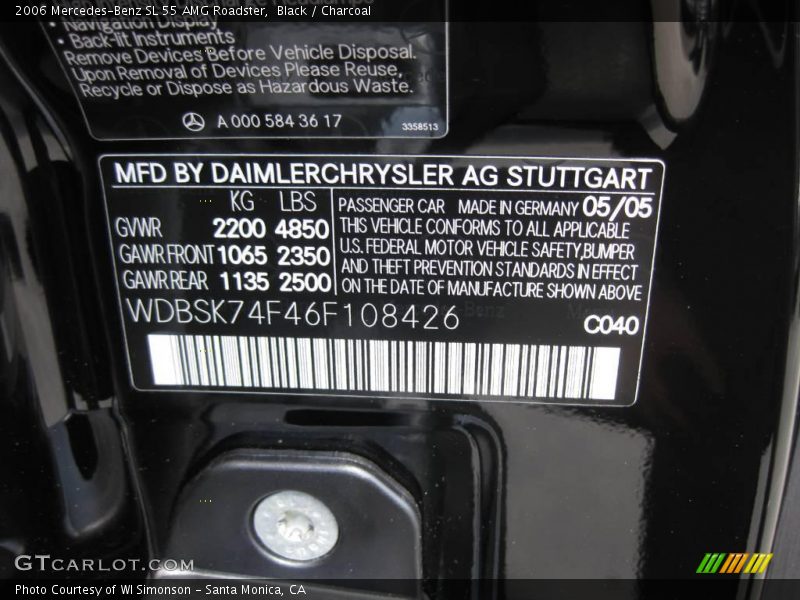 2006 Mercedes-Benz SL 55 AMG Roadster, Black / Charcoal
• Navigation Display
• Back-lit Instruments
Remove Devices Before Vehicle Disposal.
Upon Removal of Devices Please Reuse,
Recycle or Dispose as Hazardous Waste.
A 000 584 36 17
3358513
MFD BY DAIMLERCHRYSLER AG STUTTGART
KG LBS
GVWR 2200 4850
GAWR FRONT 1065 2350
GAWR REAR 1135 2500
PASSENGER CAR MADE IN GERMANY 05/05
THIS VEHICLE CONFORMS TO ALL APPLICABLE
U.S. FEDERAL MOTOR VEHICLE SAFETY,BUMPER
AND THEFT PREVENTION STANDARDS IN EFFECT
ON THE DATE OF MANUFACTURE SHOWN ABOVE
WDBSK74F46F108426
C040
GTCARLOT.COM
Photo Courtesy of WI Simonson - Santa Monica, CA